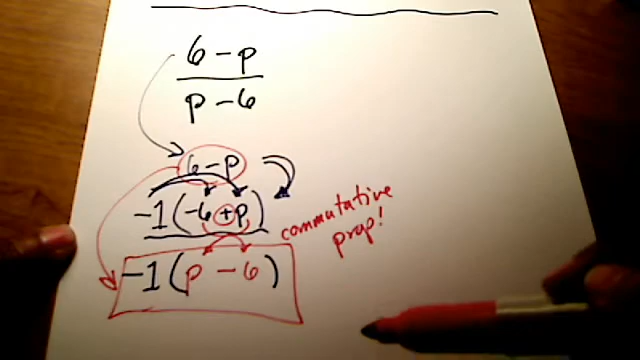 6 - p
p - 6
6 - p
-1(-6 + p)
commutative
prop!
-1(p - 6)